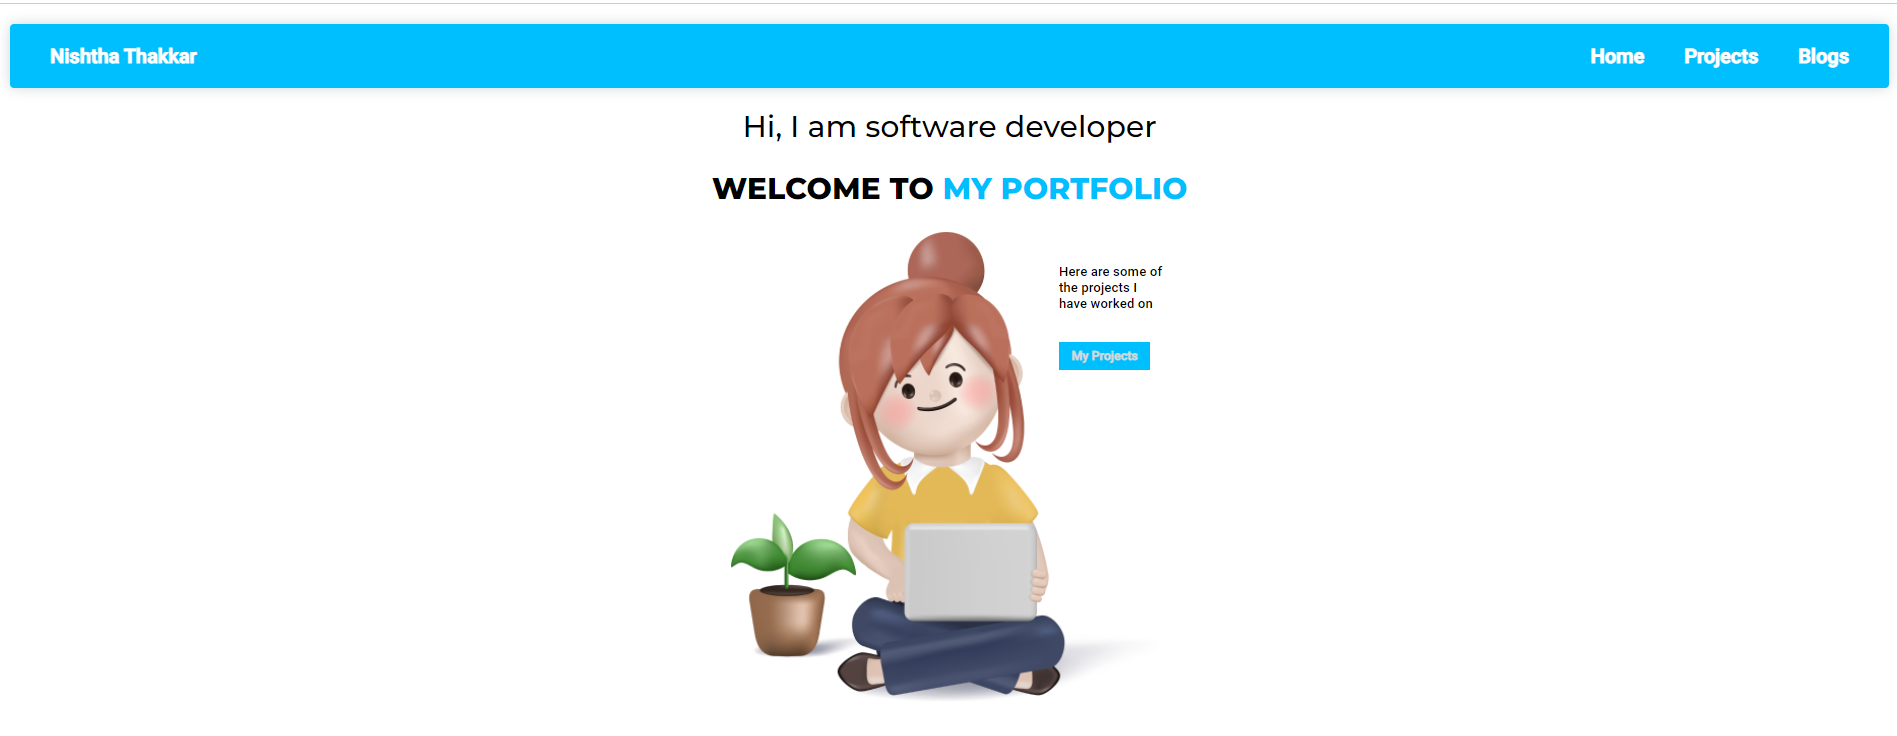 Nishtha Thakkar
Home Projects Blogs
Hi, I am software developer
WELCOME TO MY PORTFOLIO
Here are some of
the projects I
have worked on
My Projects